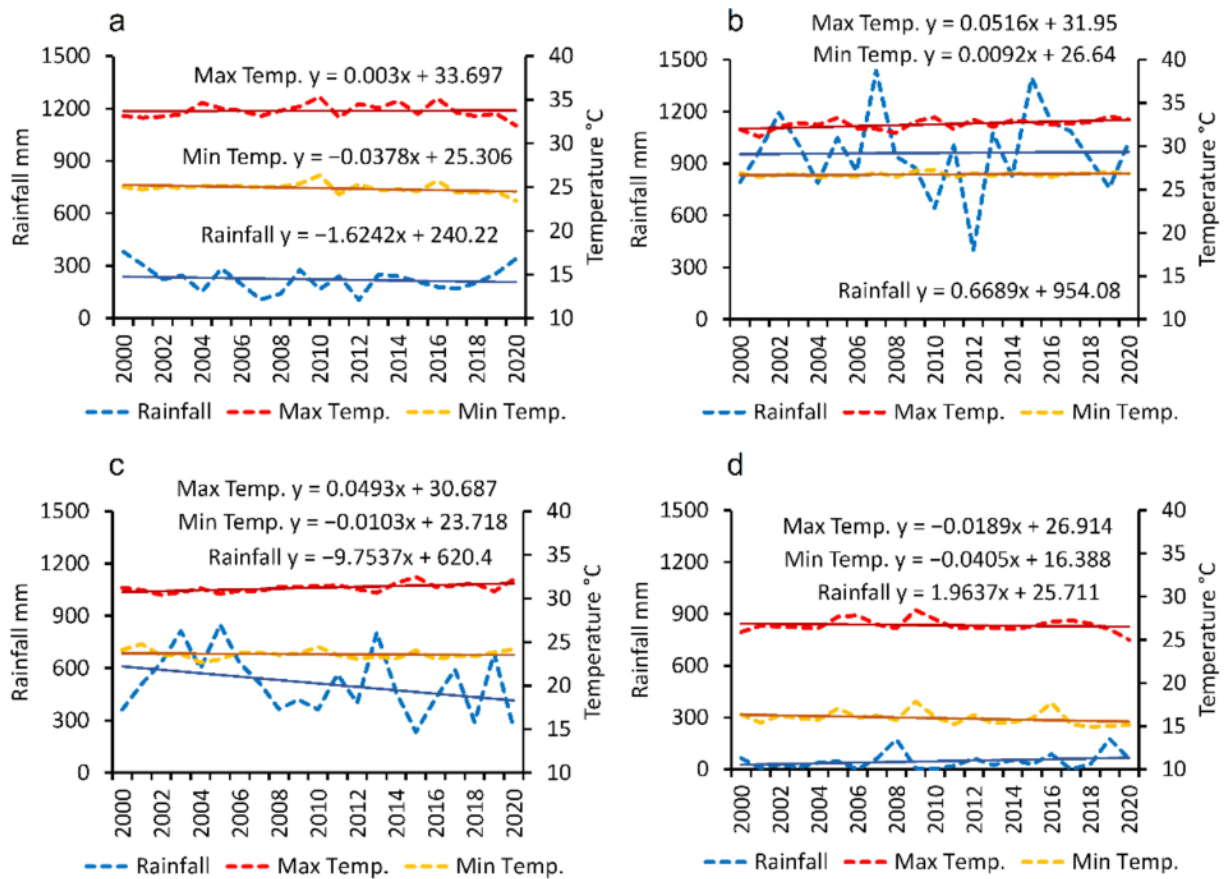 a
Max Temp. y = 0.003x + 33.697
Min Temp. y = −0.0378x + 25.306
Rainfall y = −1.6242x + 240.22
Rainfall mm
1500
1200
900
600
300
0
Temperature ˚C
40
35
30
25
20
15
10
2000 2002 2004 2006 2008 2010 2012 2014 2016 2018 2020
Rainfall Max Temp. Min Temp.
b
Max Temp. y = 0.0516x + 31.95
Min Temp. y = 0.0092x + 26.64
Rainfall y = 0.6689x + 954.08
Rainfall mm
1500
1200
900
600
300
0
Temperature ˚C
40
35
30
25
20
15
10
2000 2002 2004 2006 2008 2010 2012 2014 2016 2018 2020
Rainfall Max Temp. Min Temp.
c
Max Temp. y = 0.0493x + 30.687
Min Temp. y = −0.0103x + 23.718
Rainfall y = −9.7537x + 620.4
Rainfall mm
1500
1200
900
600
300
0
Temperature ˚C
40
35
30
25
20
15
10
2000 2002 2004 2006 2008 2010 2012 2014 2016 2018 2020
Rainfall Max Temp. Min Temp.
d
Max Temp. y = −0.0189x + 26.914
Min Temp. y = −0.0405x + 16.388
Rainfall y = 1.9637x + 25.711
Rainfall mm
1500
1200
900
600
300
0
Temperature ˚C
40
35
30
25
20
15
10
2000 2002 2004 2006 2008 2010 2012 2014 2016 2018 2020
Rainfall Max Temp. Min Temp.